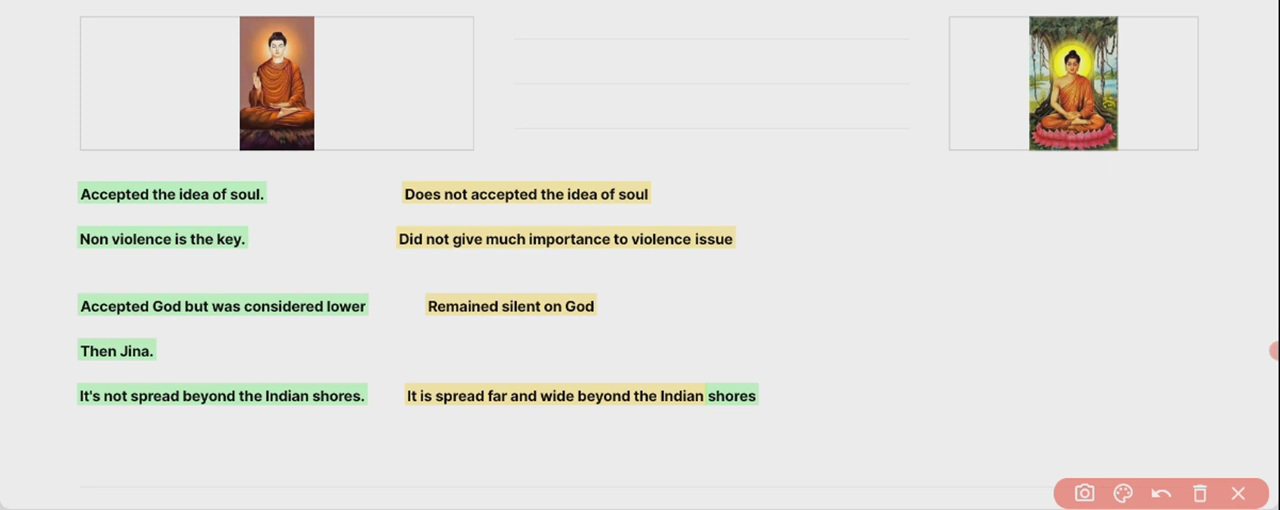 Accepted the idea of soul. Does not accepted the idea of soul
Non violence is the key. Did not give much importance to violence issue
Accepted God but was considered lower Remained silent on God
Then Jina.
It's not spread beyond the Indian shores. It is spread far and wide beyond the Indian shores